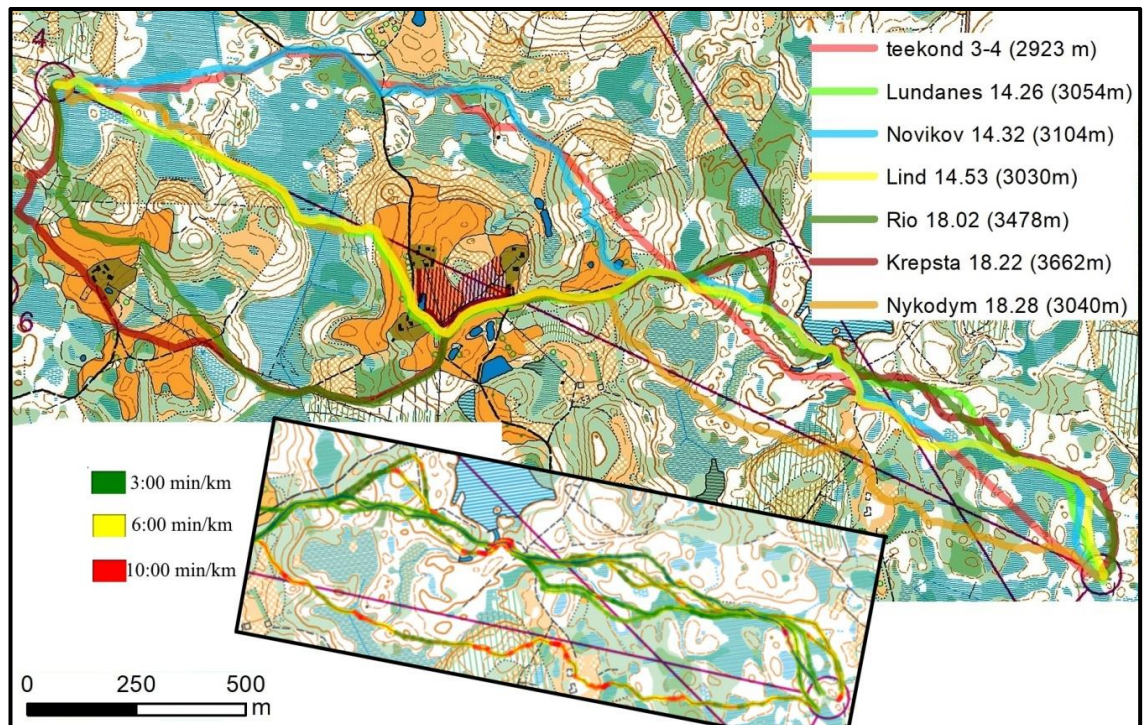 4
6
teekond 3-4 (2923 m)
Lundanes 14.26 (3054m)
Novikov 14.32 (3104m)
Lind 14.53 (3030m)
Rio 18.02 (3478m)
Krepsta 18.22 (3662m)
Nykodym 18.28 (3040m)
3:00 min/km
6:00 min/km
10:00 min/km
0 250 500
m